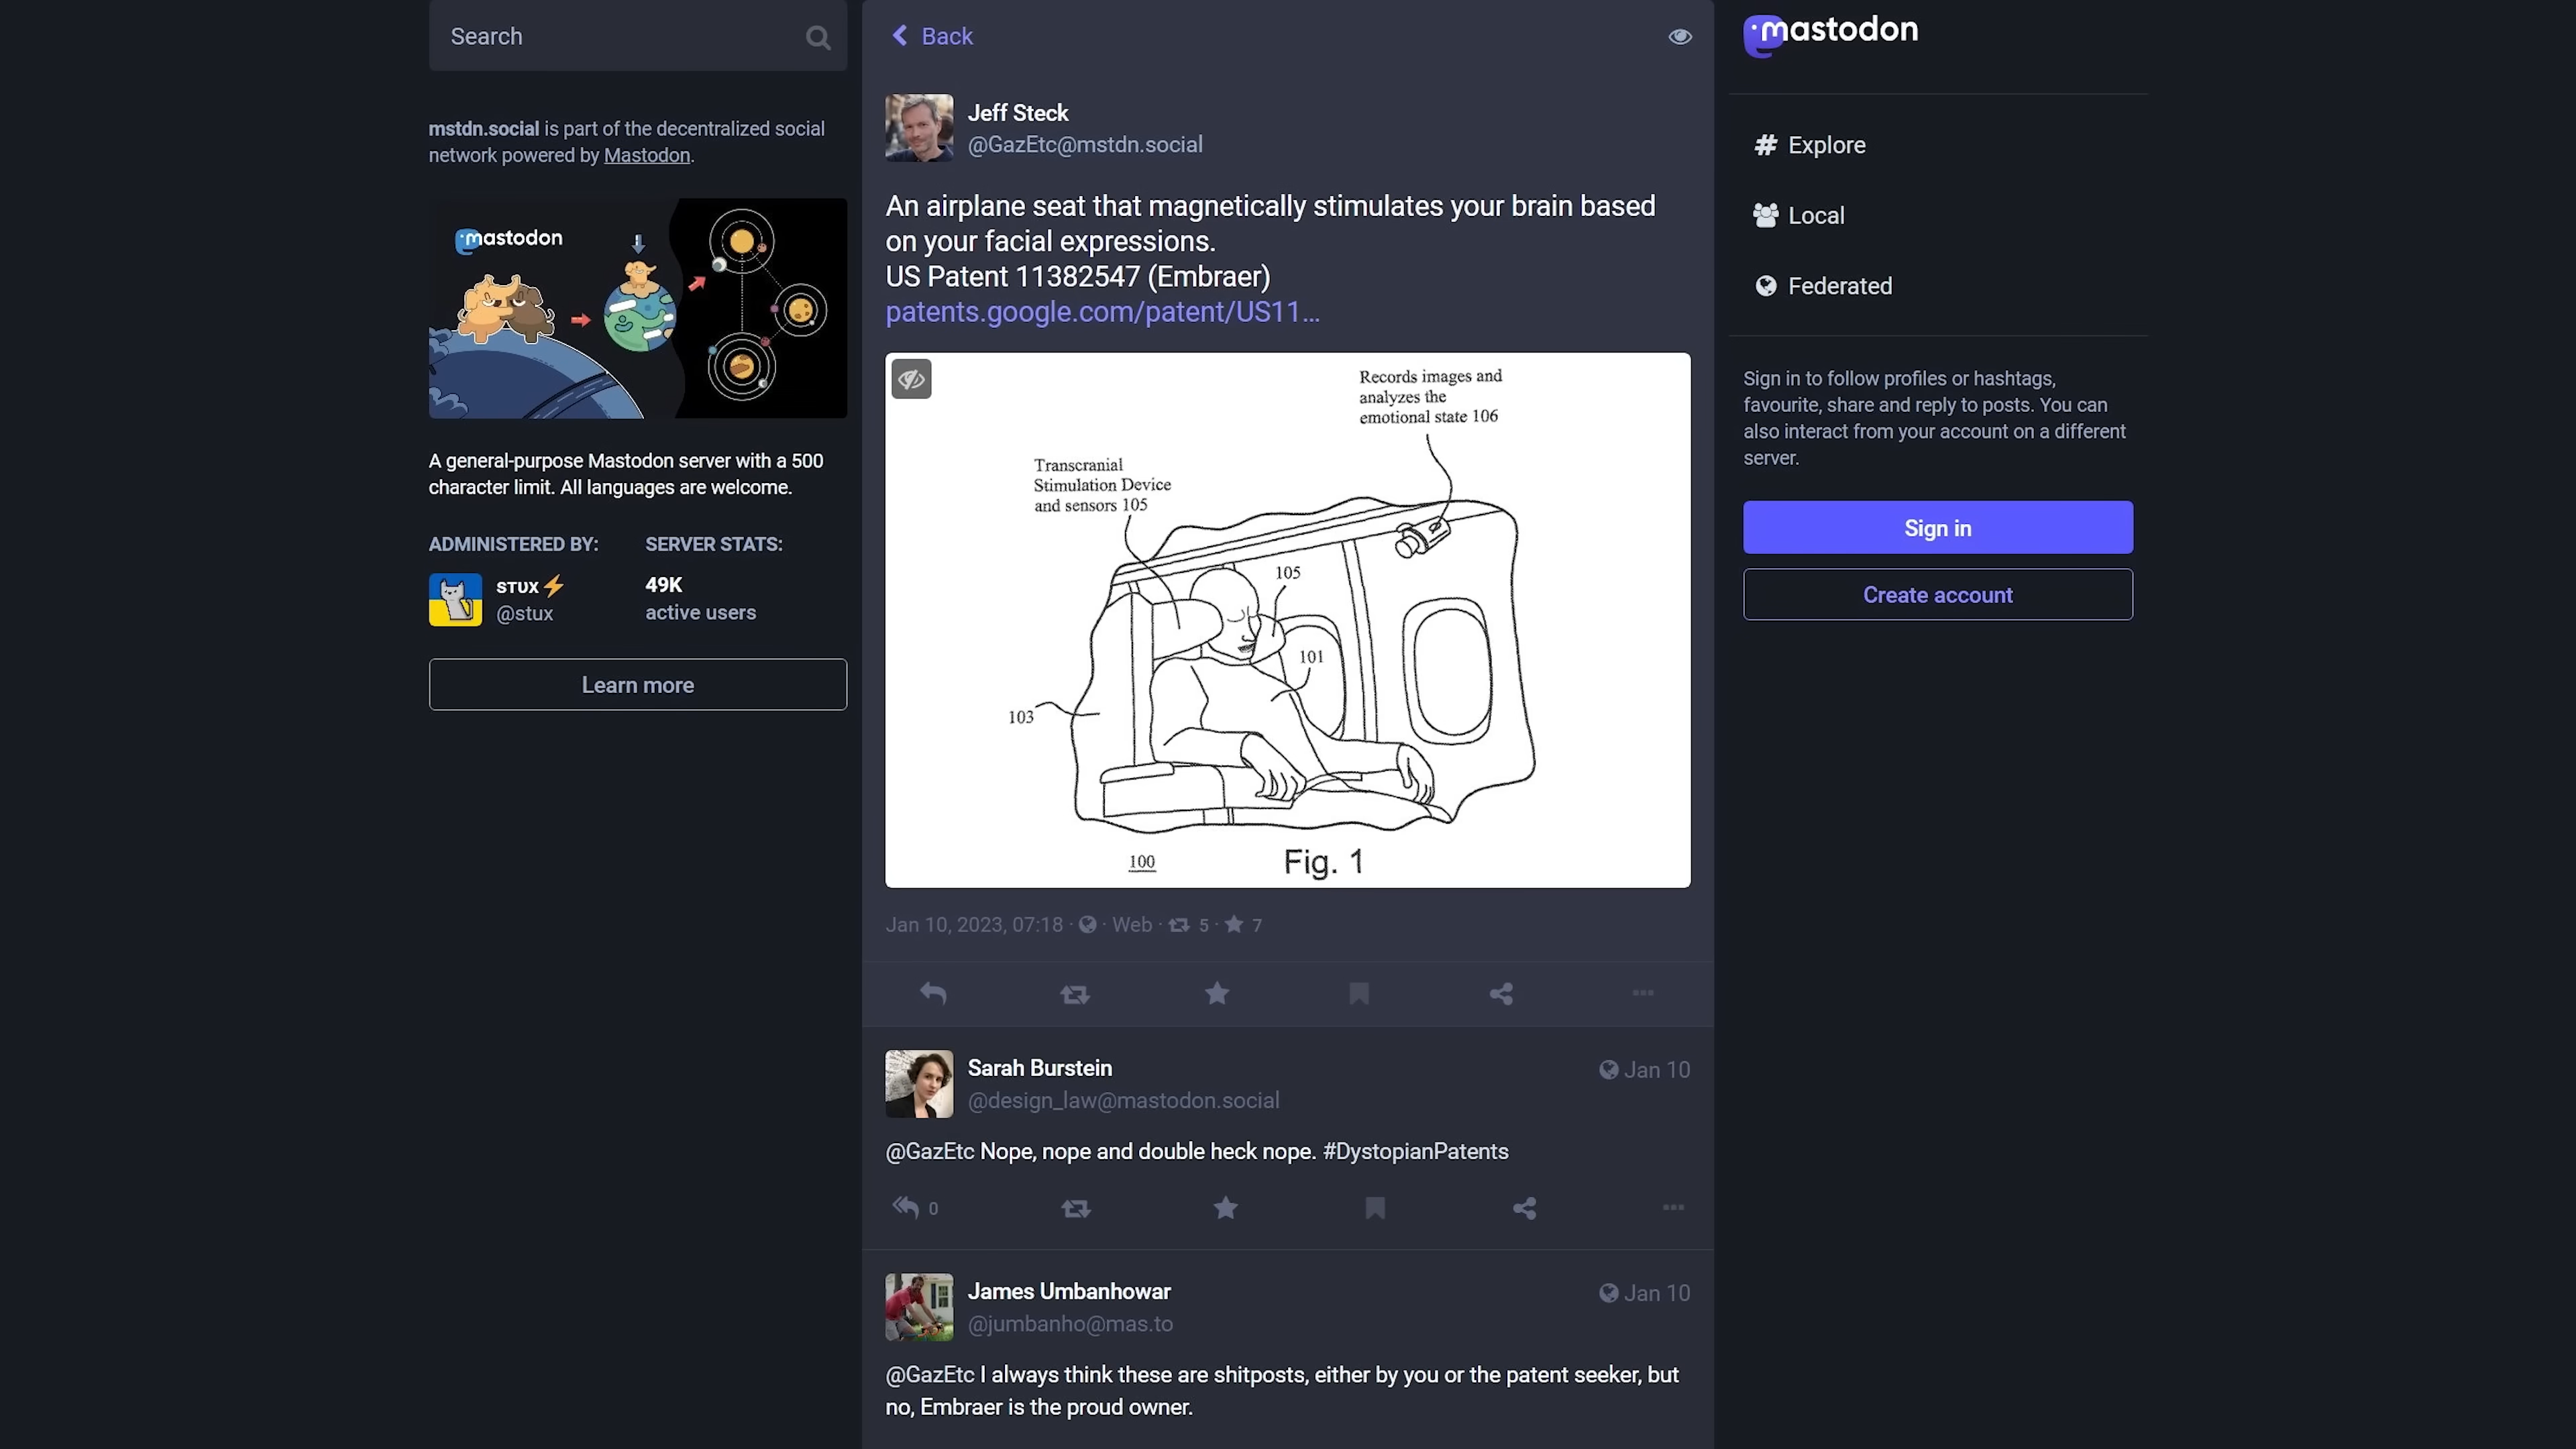 Search
mstdn.social is part of the decentralized social
network powered by Mastodon.
mastodon
A general-purpose Mastodon server with a 500
character limit. All languages are welcome.
ADMINISTERED BY:
STUX⚡
@stux
SERVER STATS:
49K
active users
Learn more
Back
Jeff Steck
@GazEtc@mstdn.social
An airplane seat that magnetically stimulates your brain based
on your facial expressions.
US Patent 11382547 (Embraer)
patents.google.com/patent/US11…
Records images and
analyzes the
emotional state 106
Transcranial
Stimulation Device
and sensors 105
105
101
103
100
Fig. 1
Jan 10, 2023, 07:18 · · Web · 5 · 7
Sarah Burstein
Jan 10
@design_law@mastodon.social
@GazEtc Nope, nope and double heck nope. #DystopianPatents
0
James Umbanhowar
Jan 10
@jumbanho@mas.to
@GazEtc I always think these are shitposts, either by you or the patent seeker, but
no, Embraer is the proud owner.
mastodon
# Explore
Local
Federated
Sign in to follow profiles or hashtags,
favourite, share and reply to posts. You can
also interact from your account on a different
server.
Sign in
Create account